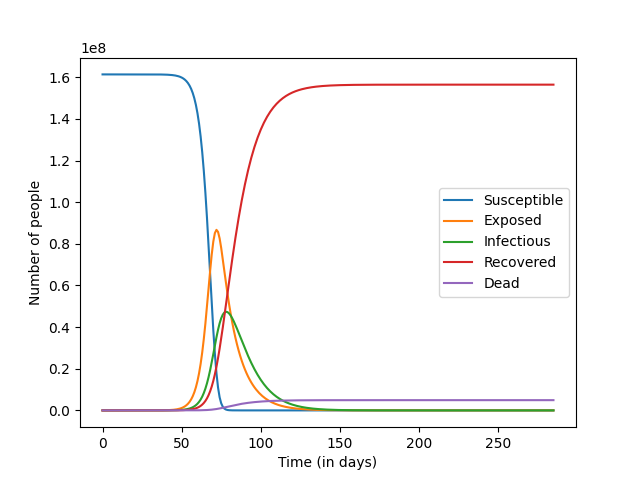 1e8
1.6
1.4
1.2
1.0
0.8
0.6
0.4
0.2
0.0
Number of people
Susceptible
Exposed
Infectious
Recovered
Dead
0 50 100 150 200 250
Time (in days)